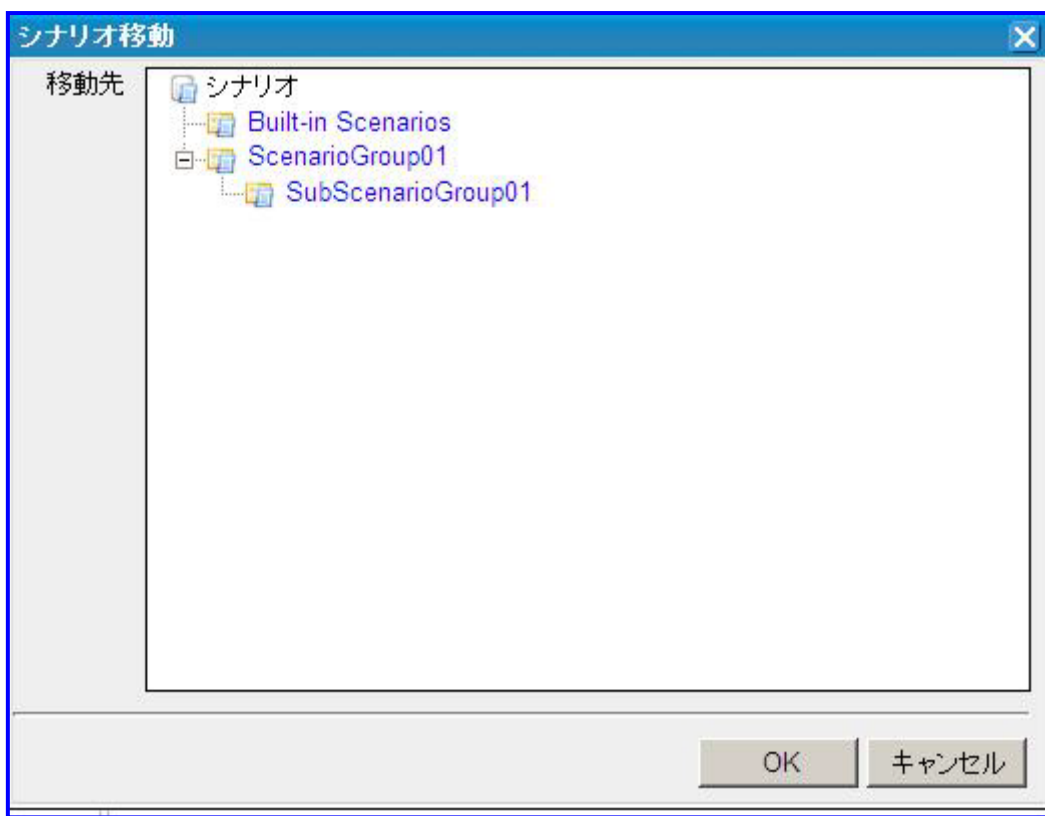 シナリオ移動
移動先
シナリオ
Built-in Scenarios
ScenarioGroup01
SubScenarioGroup01
OK
キャンセル